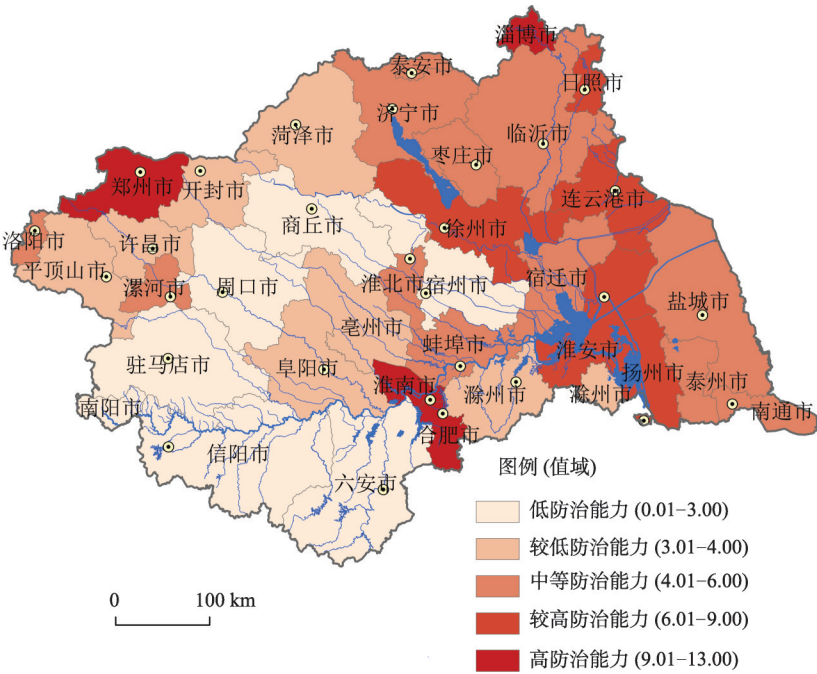 淄博市
泰安市
日照市
济宁市
菏泽市
临沂市
枣庄市
郑州市
开封市
连云港市
商丘市
徐州市
洛阳市
许昌市
平顶山市
漯河市
周口市
淮北市
宿州市
宿迁市
盐城市
亳州市
驻马店市
阜阳市
蚌埠市
淮安市
扬州市
泰州市
淮南市
滁州市
滁州市
南阳市
南通市
合肥市
信阳市
六安市
图例 (值域)
低防治能力 (0.01–3.00)
较低防治能力 (3.01–4.00)
中等防治能力 (4.01–6.00)
较高防治能力 (6.01–9.00)
高防治能力 (9.01–13.00)
0 100 km